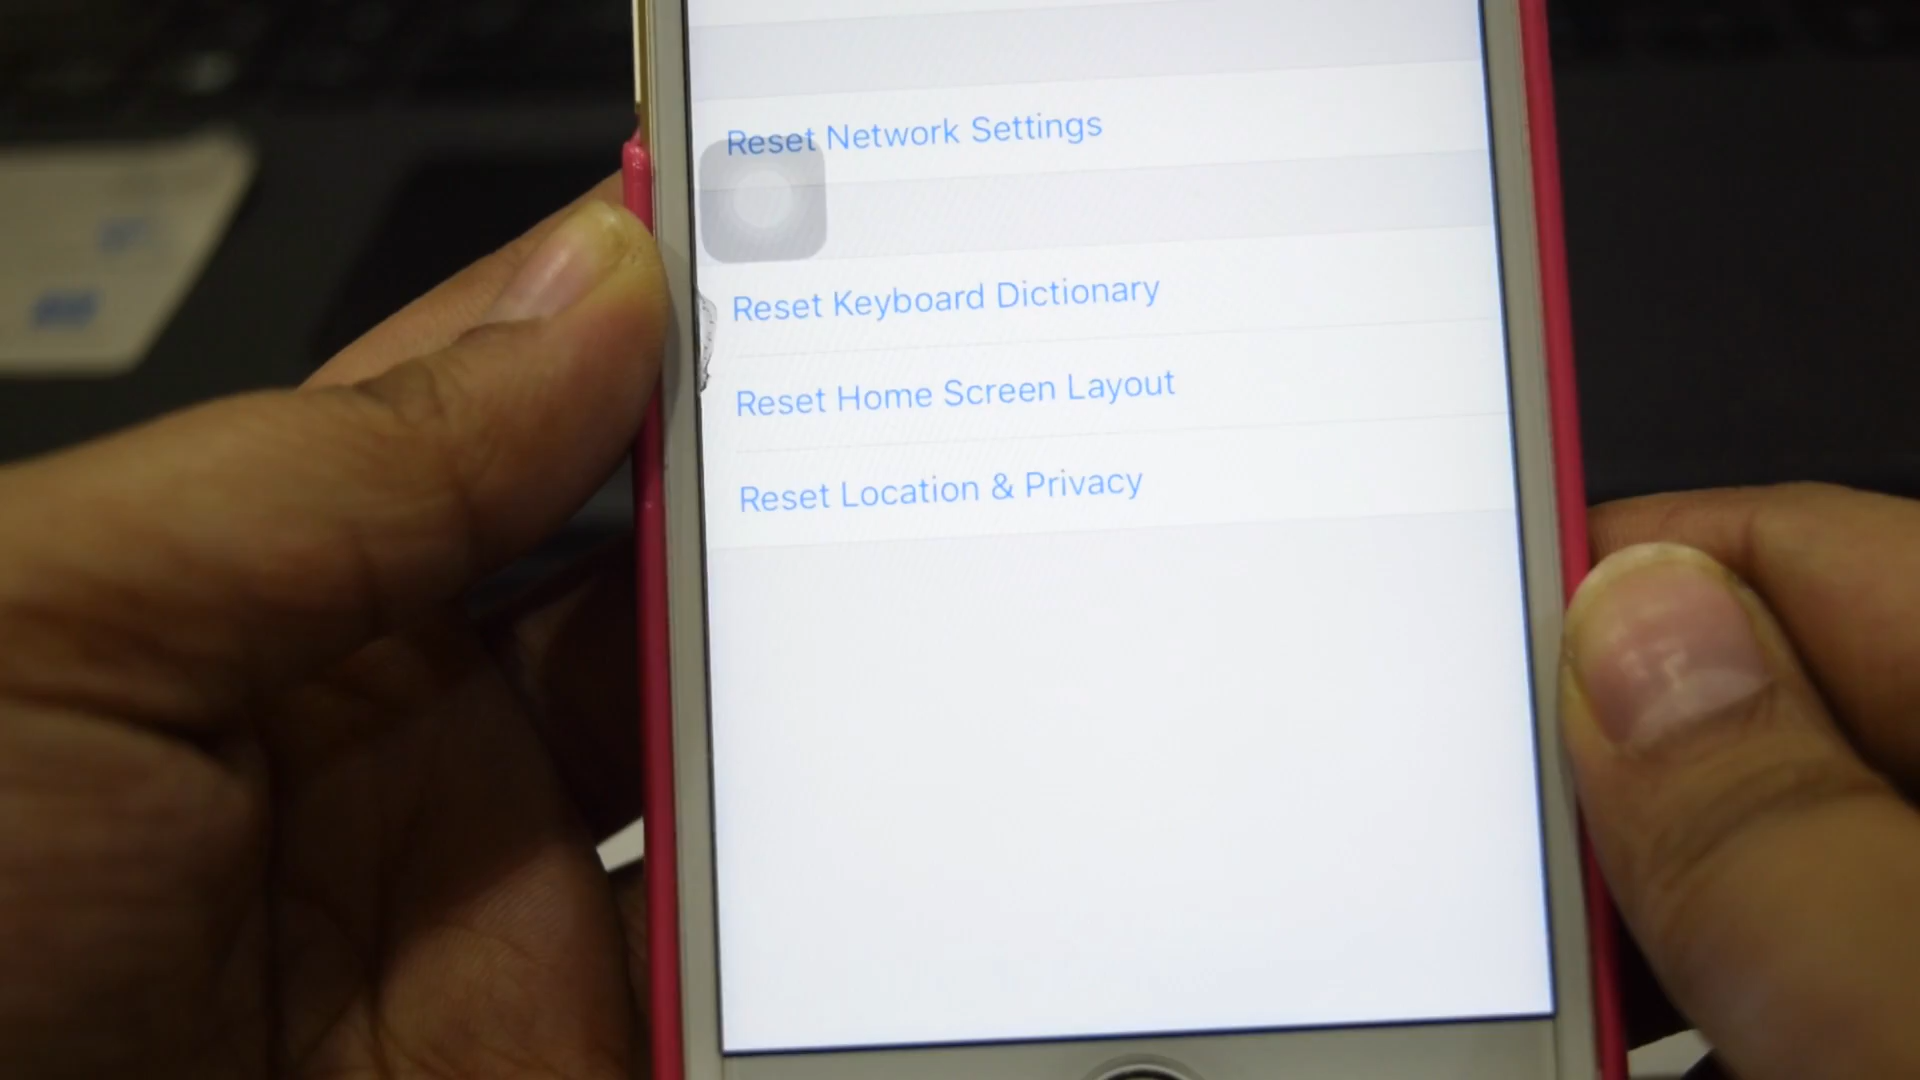 Reset Network Settings
Reset Keyboard Dictionary
Reset Home Screen Layout
Reset Location & Privacy